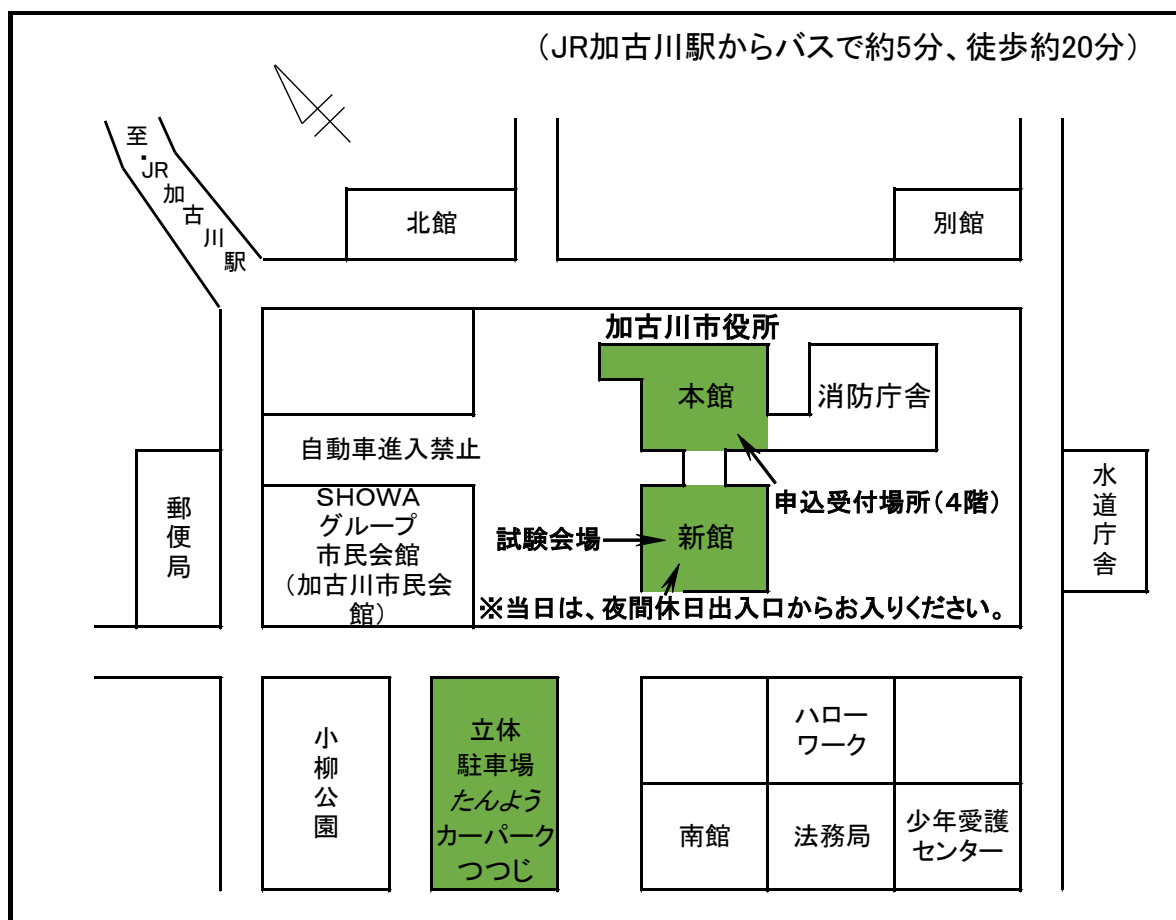 （JR加古川駅からバスで約5分、徒歩約20分）
至・JR加古川駅
北館
別館
加古川市役所
本館
消防庁舎
自動車進入禁止
申込受付場所（4階）
郵便局
SHOWA
グループ
市民会館
（加古川市民会
館）
試験会場
新館
水道庁舎
※当日は、夜間休日出入口からお入りください。
小柳公園
立体
駐車場
たんよう
カーパーク
つつじ
ハロー
ワーク
南館
法務局
少年愛護
センター